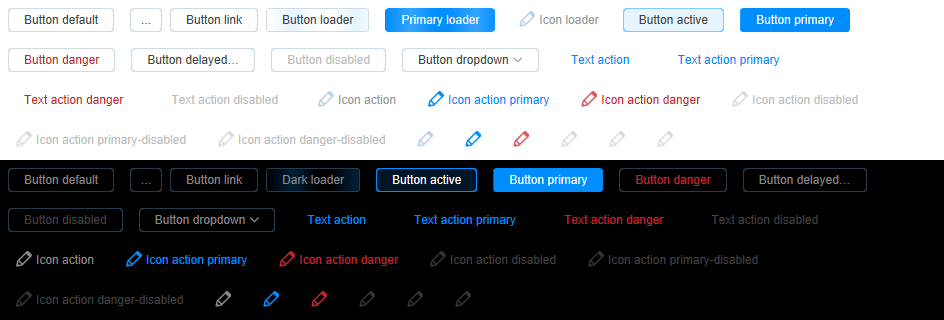 Button default ... Button link Button loader Primary loader Icon loader Button active Button primary
Button danger Button delayed... Button disabled Button dropdown Text action Text action primary
Text action danger Text action disabled Icon action Icon action primary Icon action danger Icon action disabled
Icon action primary-disabled Icon action danger-disabled
Button default ... Button link Dark loader Button active Button primary Button danger Button delayed...
Button disabled Button dropdown Text action Text action primary Text action danger Text action disabled
Icon action Icon action primary Icon action danger Icon action disabled Icon action primary-disabled
Icon action danger-disabled